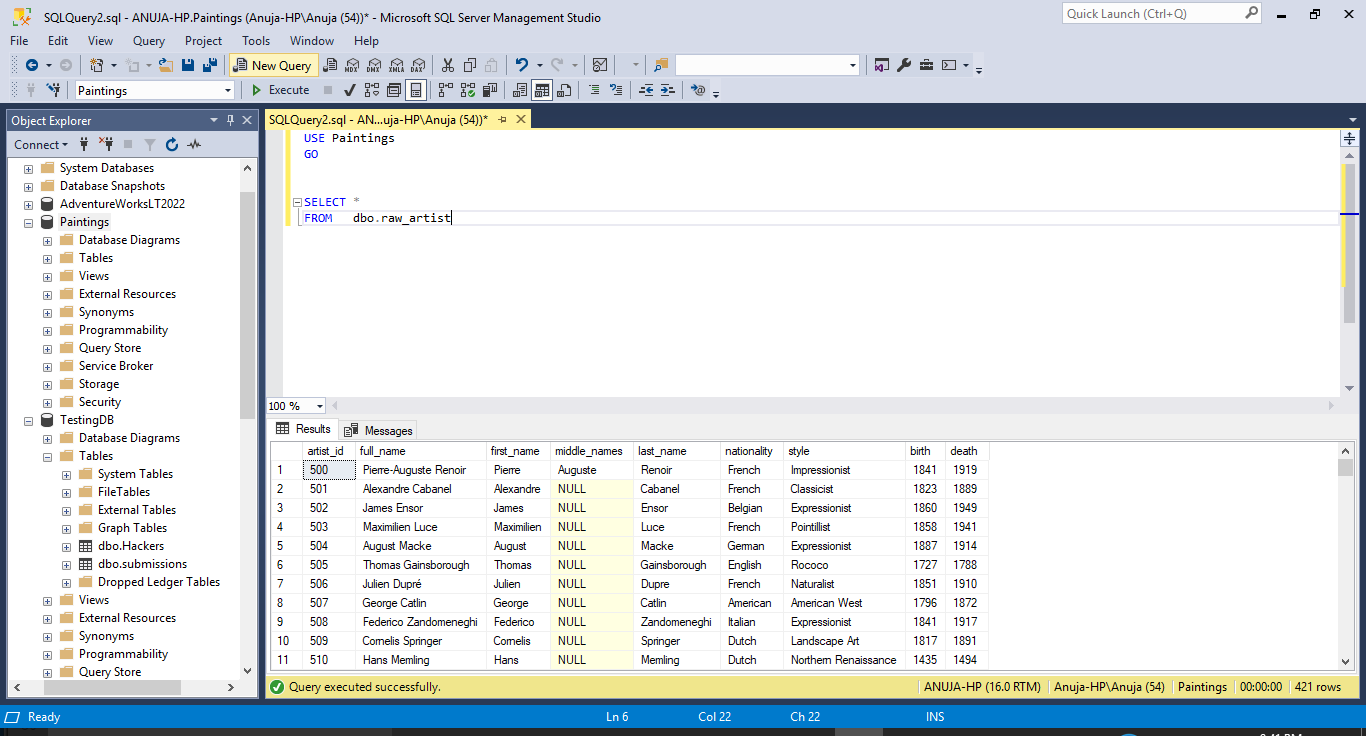 SQLQuery2.sql - ANUJA-HP.Paintings (Anuja-HP\Anuja (54))* - Microsoft SQL Server Management Studio
Quick Launch (Ctrl+Q)
File Edit View Query Project Tools Window Help
New Query MDX DMX XMLA DAX
Paintings Execute
Object Explorer
Connect
System Databases
Database Snapshots
AdventureWorksLT2022
Paintings
Database Diagrams
Tables
Views
External Resources
Synonyms
Programmability
Query Store
Service Broker
Storage
Security
TestingDB
Database Diagrams
Tables
System Tables
FileTables
External Tables
Graph Tables
dbo.Hackers
dbo.submissions
Dropped Ledger Tables
Views
External Resources
Synonyms
Programmability
Query Store
SQLQuery2.sql - AN...uja-HP\Anuja (54))*
USE Paintings
GO
SELECT *
FROM dbo.raw_artist
100 %
Results Messages
artist_id full_name first_name middle_names last_name nationality style birth death
1 500 Pierre-Auguste Renoir Pierre Auguste Renoir French Impressionist 1841 1919
2 501 Alexandre Cabanel Alexandre NULL Cabanel French Classicist 1823 1889
3 502 James Ensor James NULL Ensor Belgian Expressionist 1860 1949
4 503 Maximilien Luce Maximilien NULL Luce French Pointillist 1858 1941
5 504 August Macke August NULL Macke German Expressionist 1887 1914
6 505 Thomas Gainsborough Thomas NULL Gainsborough English Rococo 1727 1788
7 506 Julien Dupré Julien NULL Dupre French Naturalist 1851 1910
8 507 George Catlin George NULL Catlin American American West 1796 1872
9 508 Federico Zandomeneghi Federico NULL Zandomeneghi Italian Expressionist 1841 1917
10 509 Cornelis Springer Cornelis NULL Springer Dutch Landscape Art 1817 1891
11 510 Hans Memling Hans NULL Memling Dutch Northern Renaissance 1435 1494
Query executed successfully. ANUJA-HP (16.0 RTM) Anuja-HP\Anuja (54) Paintings 00:00:00 421 rows
Ready Ln 6 Col 22 Ch 22 INS